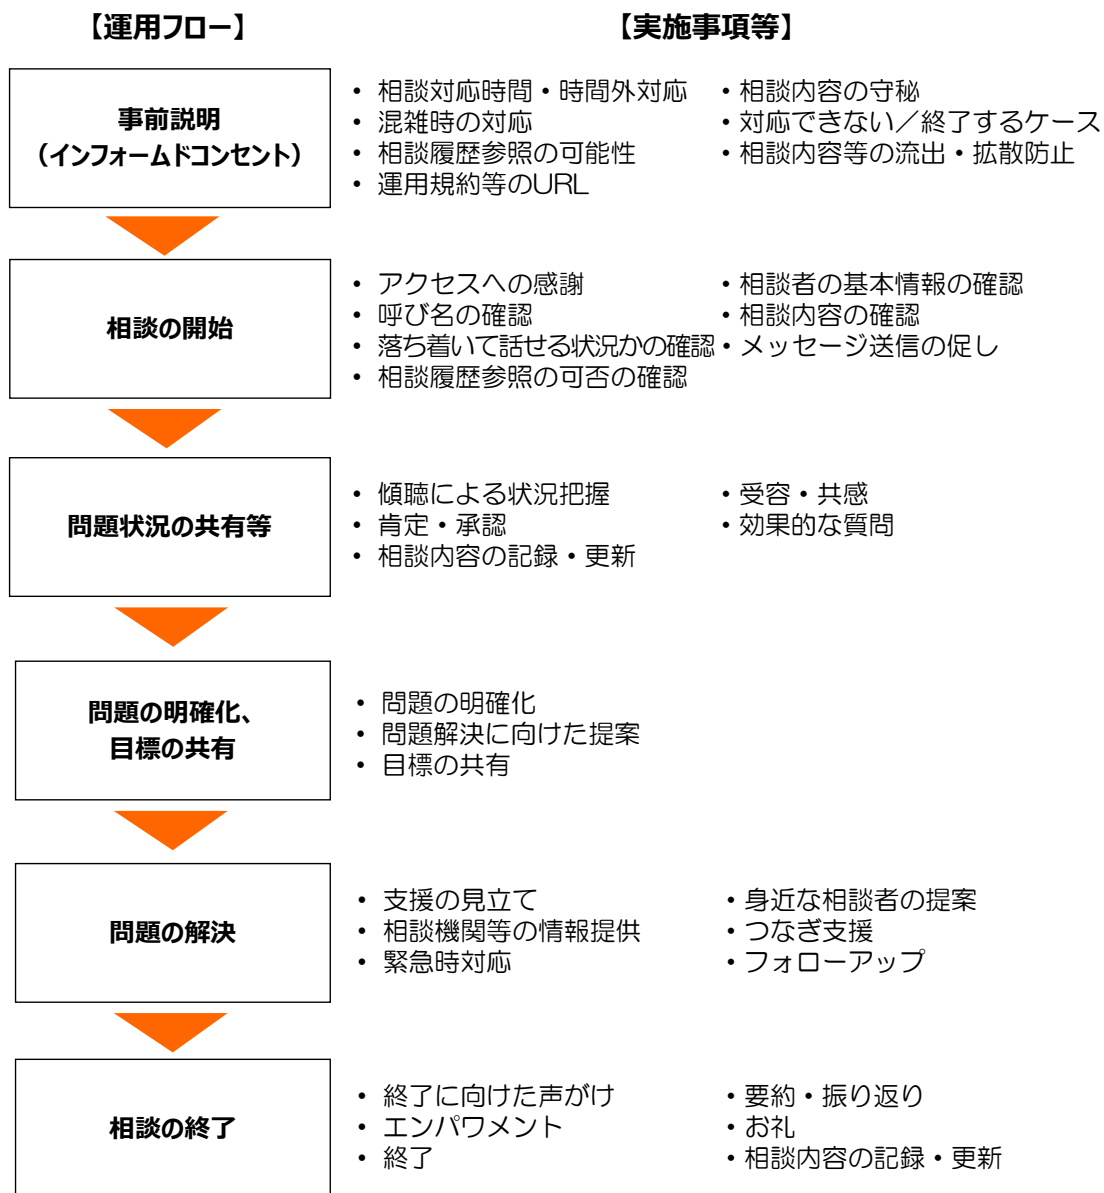 【運用フロー】
【実施事項等】
事前説明
（インフォームドコンセント）
• 相談対応時間・時間外対応
• 混雑時の対応
• 相談履歴参照の可能性
• 運用規約等のURL
・相談内容の守秘
・対応できない／終了するケース
・相談内容等の流出・拡散防止
相談の開始
• アクセスへの感謝
• 呼び名の確認
• 落ち着いて話せる状況かの確認
• 相談履歴参照の可否の確認
・相談者の基本情報の確認
・相談内容の確認
・メッセージ送信の促し
問題状況の共有等
• 傾聴による状況把握
• 肯定・承認
• 相談内容の記録・更新
・受容・共感
・効果的な質問
問題の明確化、
目標の共有
• 問題の明確化
• 問題解決に向けた提案
• 目標の共有
問題の解決
• 支援の見立て
• 相談機関等の情報提供
• 緊急時対応
・身近な相談者の提案
・つなぎ支援
・フォローアップ
相談の終了
• 終了に向けた声がけ
• エンパワメント
• 終了
・要約・振り返り
・お礼
・相談内容の記録・更新